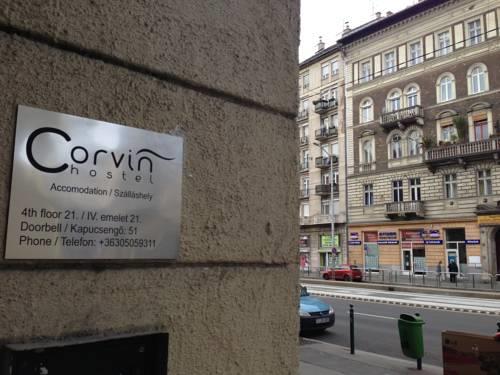 Corvin
hostel
Accomodation / Szálláshely
4th floor 21. / IV. emelet 21.
Doorbell / Kapucsengő: 51
Phone / Telefon: +36305059311